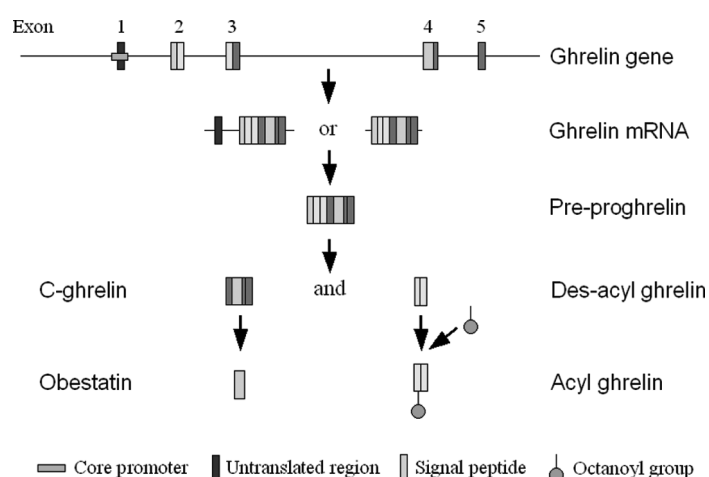 Exon 1 2 3 4 5
Ghrelin gene
or
Ghrelin mRNA
Pre-proghrelin
C-ghrelin and Des-acyl ghrelin
Obestatin Acyl ghrelin
Core promoter Untranslated region Signal peptide Octanoyl group